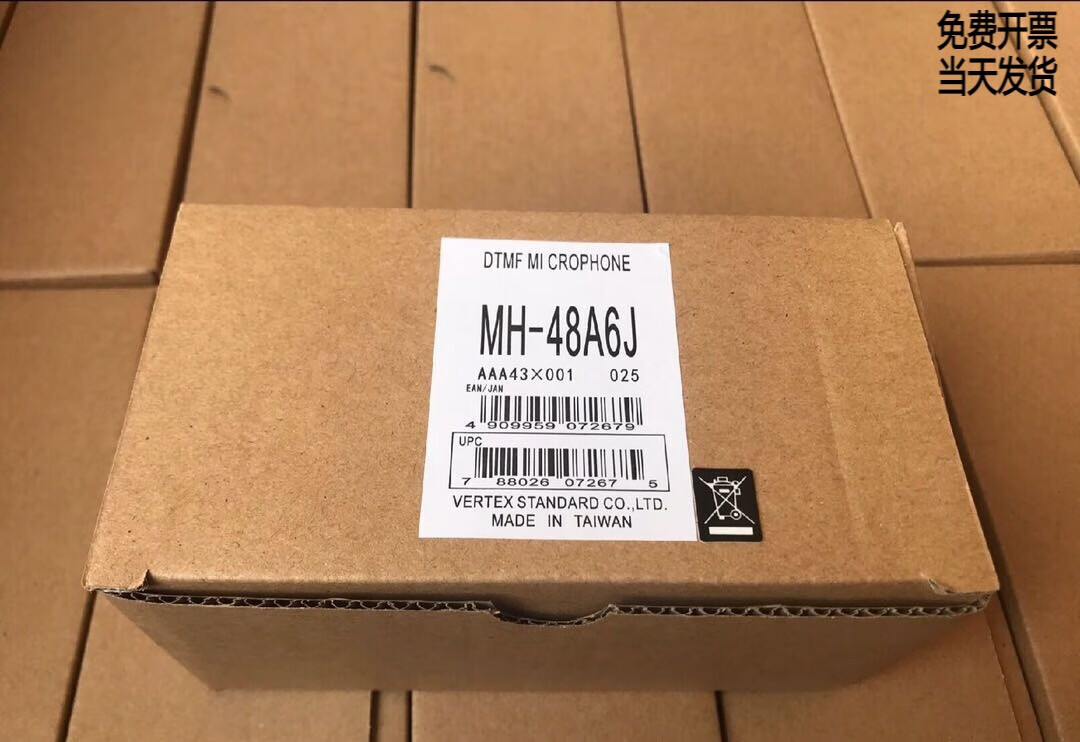 免费开票
当天发货
DTMF MI CROPHONE
MH-48A6J
AAA43×001 025
EAN/JAN
4 909959 072679
UPC
7 88026 07267 5
VERTEX STANDARD CO.,LTD.
MADE IN TAIWAN